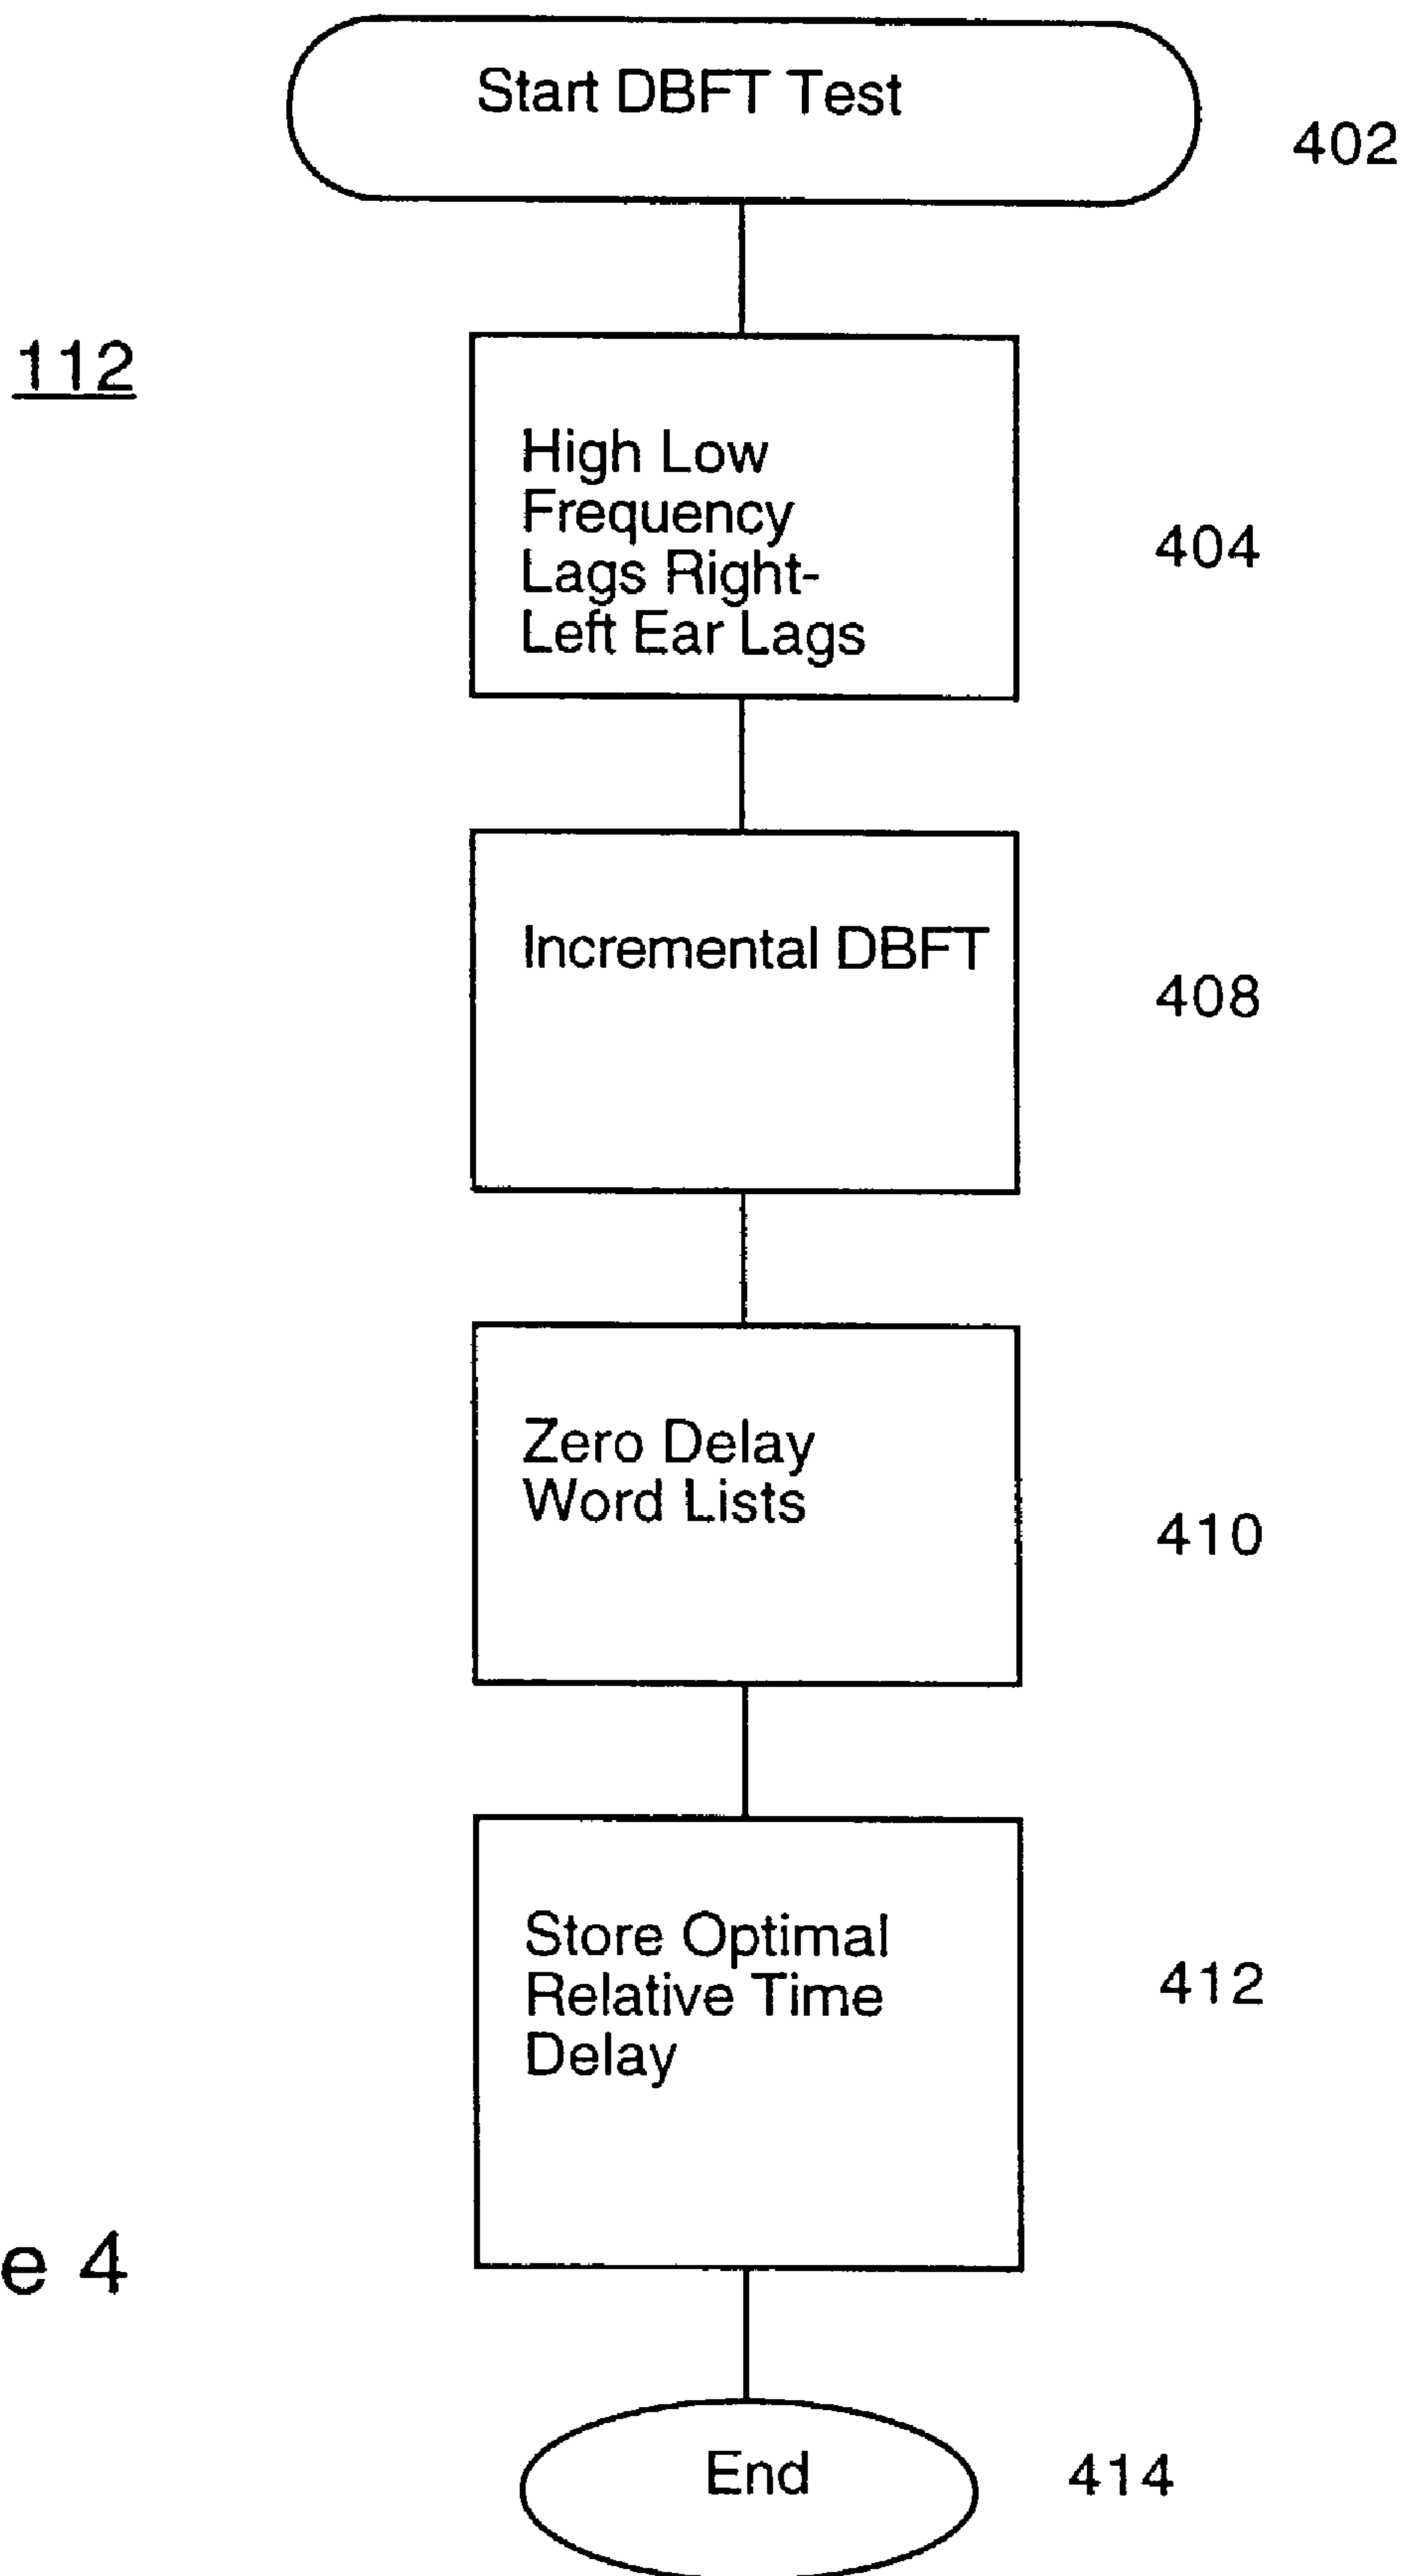 Start DBFT Test
402
112
High Low
Frequency
Lags Right-
Left Ear Lags
404
Incremental DBFT
408
Zero Delay
Word Lists
410
Store Optimal
Relative Time
Delay
412
e 4
End
414